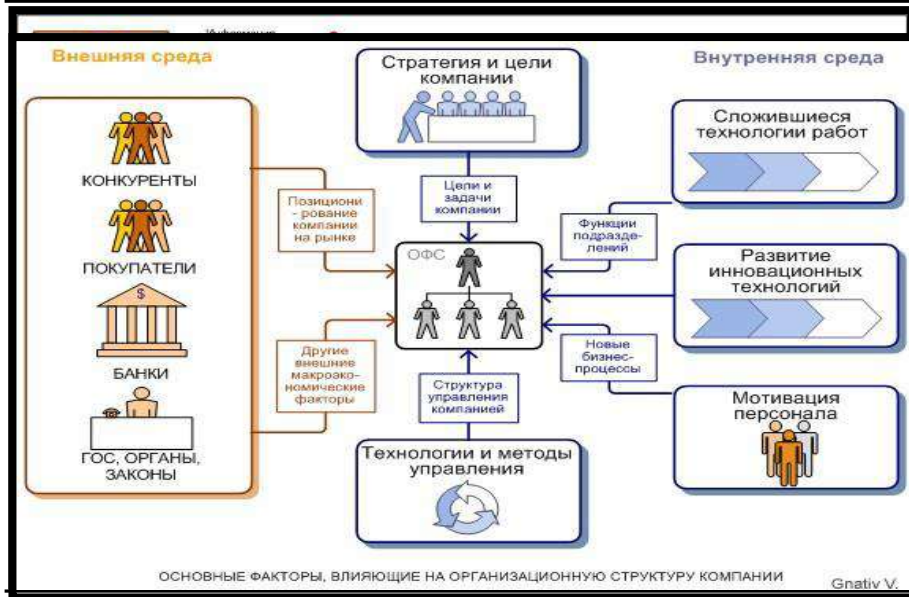 Внешняя среда
Стратегия и цели
компании
Внутренняя среда
КОНКУРЕНТЫ
ПОКУПАТЕЛИ
$
БАНКИ
ГОС, ОРГАНЫ,
ЗАКОНЫ
Позициони
- рование
компании
на рынке
Другие
внешние
макроэко-
номические
факторы
Цели и
задачи
компании
ОФС
Структура
управления
компанией
Технологии и методы
управления
Функции
подразде-
лений
Новые
бизнес-
процессы
Сложившиеся
технологии работ
Развитие
инновационных
технологий
Мотивация
персонала
ОСНОВНЫЕ ФАКТОРЫ, ВЛИЯЮЩИЕ НА ОРГАНИЗАЦИОННУЮ СТРУКТУРУ КОМПАНИИ
Gnativ V.